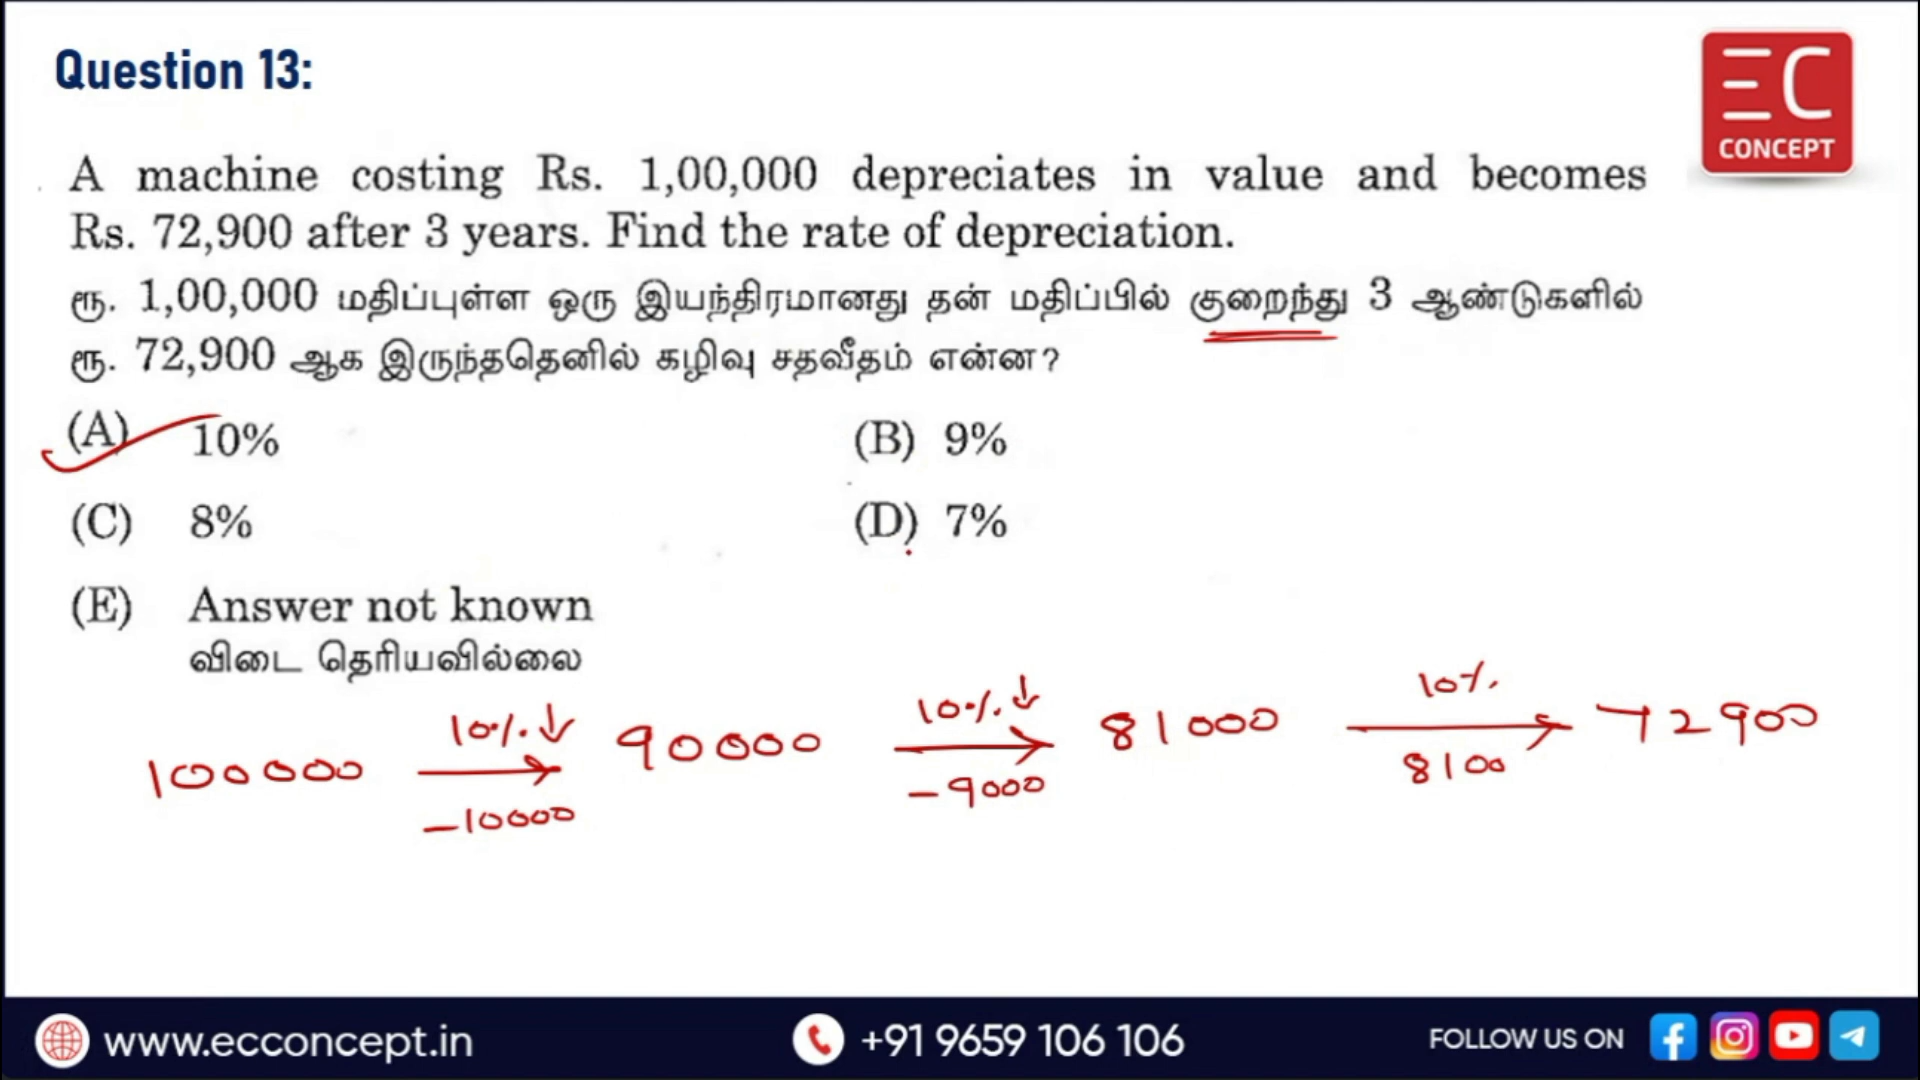 Question 13:
EC
CONCEPT
A machine costing Rs. 1,00,000 depreciates in value and becomes
Rs. 72,900 after 3 years. Find the rate of depreciation.
ரூ. 1,00,000 மதிப்புள்ள ஒரு இயந்திரமானது தன் மதிப்பில் குறைந்து 3 ஆண்டுகளில்
ரூ. 72,900 ஆக இருந்ததெனில் கழிவு சதவீதம் என்ன?
(A) 10% (B) 9%
(C) 8% (D) 7%
(E) Answer not known
விடை தெரியவில்லை
10%↓ 10%↓ 10%
100000 → 90000 → 81000 → 72900
-10000 -9000 8100
www.ecconcept.in +91 9659 106 106 FOLLOW US ON